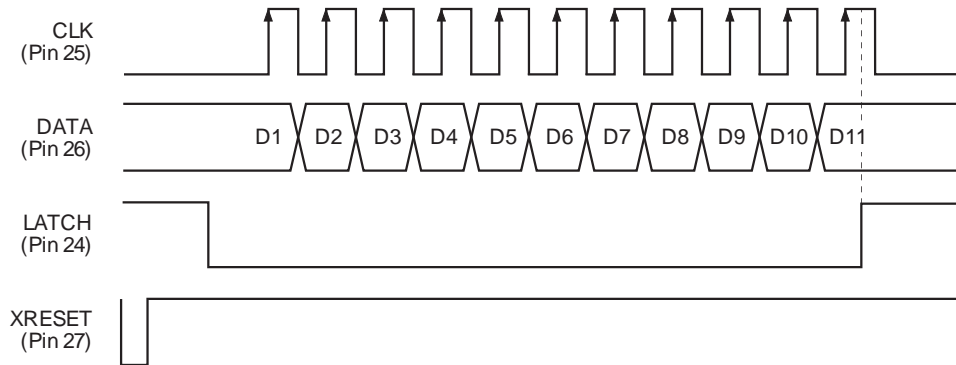 CLK
(Pin 25)
DATA
(Pin 26)
D1 D2 D3 D4 D5 D6 D7 D8 D9 D10 D11
LATCH
(Pin 24)
XRESET
(Pin 27)